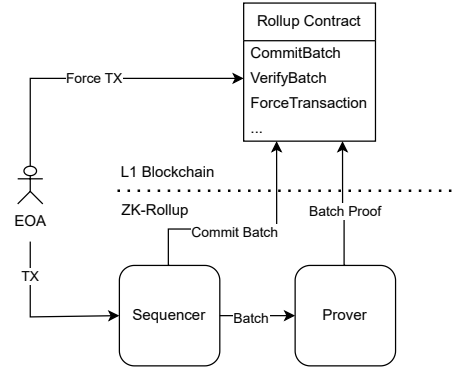 Rollup Contract
CommitBatch
VerifyBatch
ForceTransaction
...
Force TX
L1 Blockchain
ZK-Rollup
EOA
Commit Batch
Batch Proof
TX
Sequencer
Batch
Prover